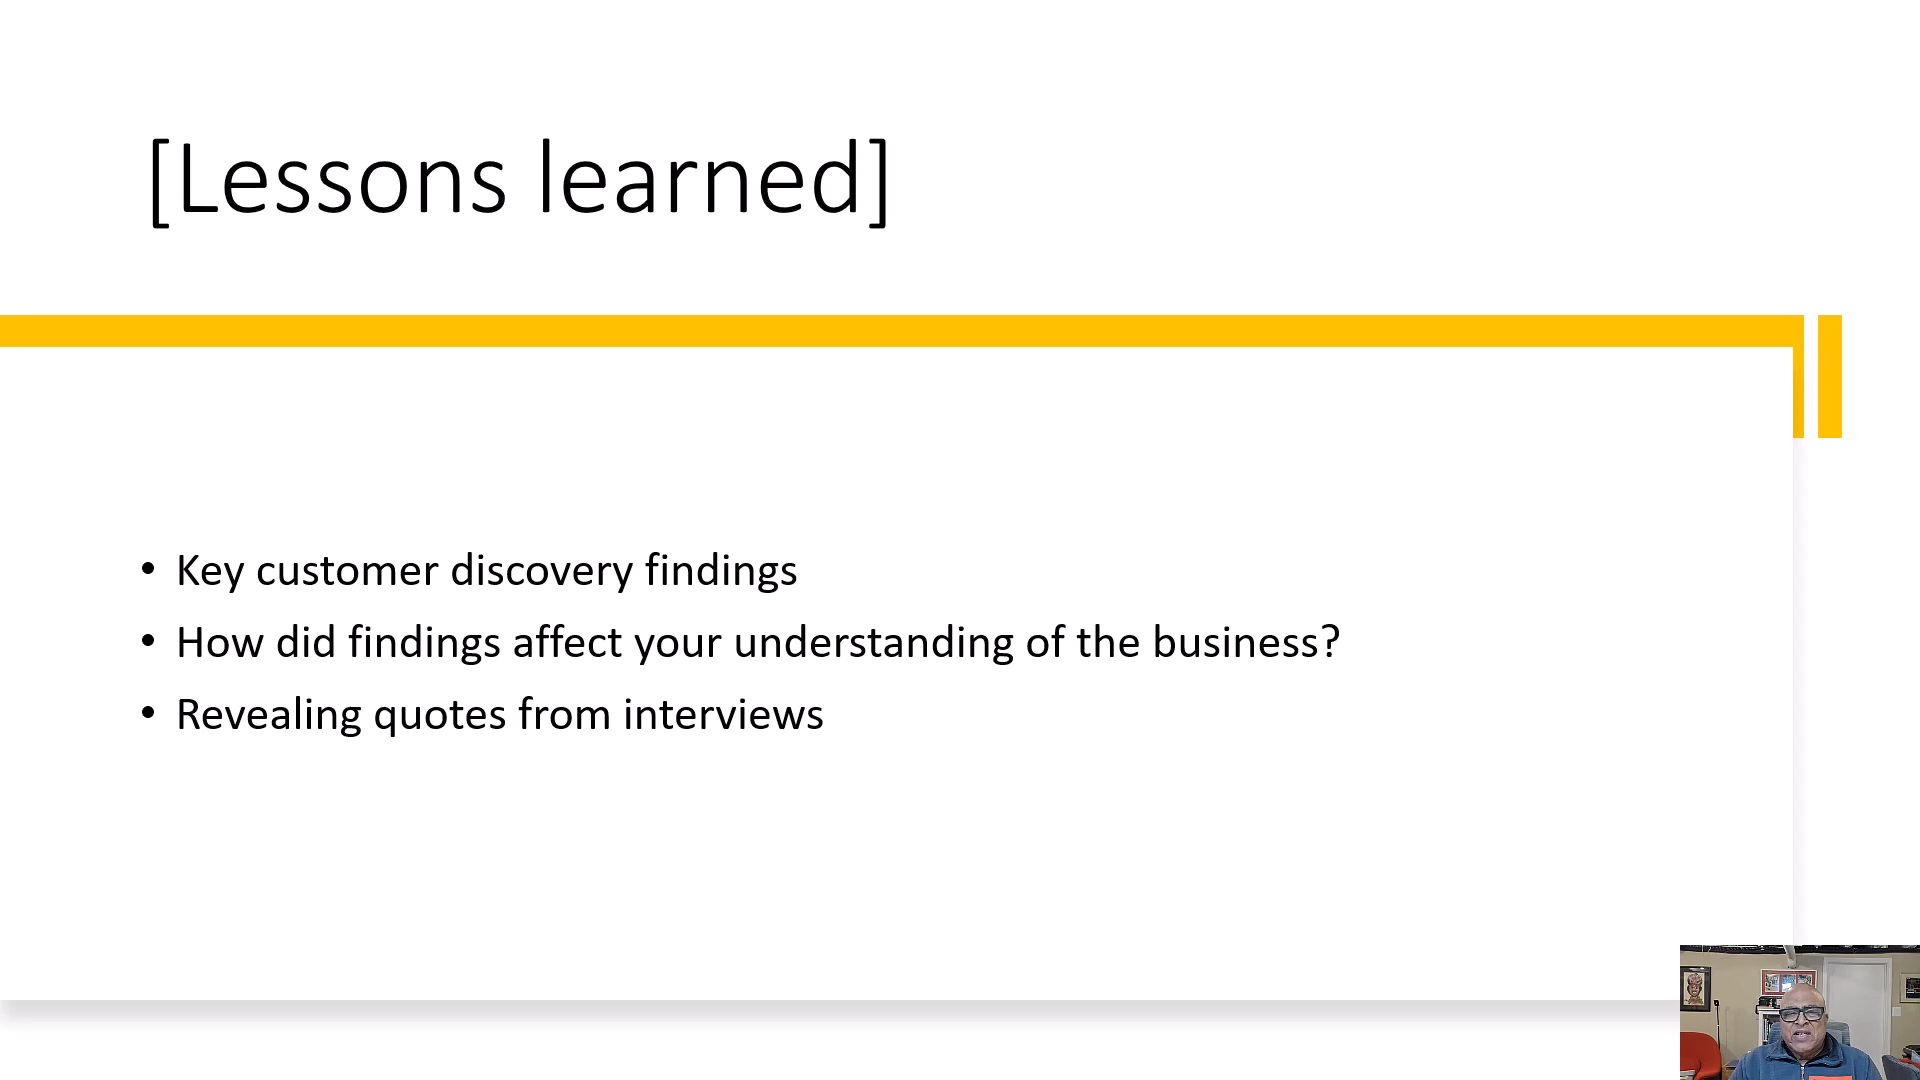 [Lessons learned]
• Key customer discovery findings
• How did findings affect your understanding of the business?
• Revealing quotes from interviews